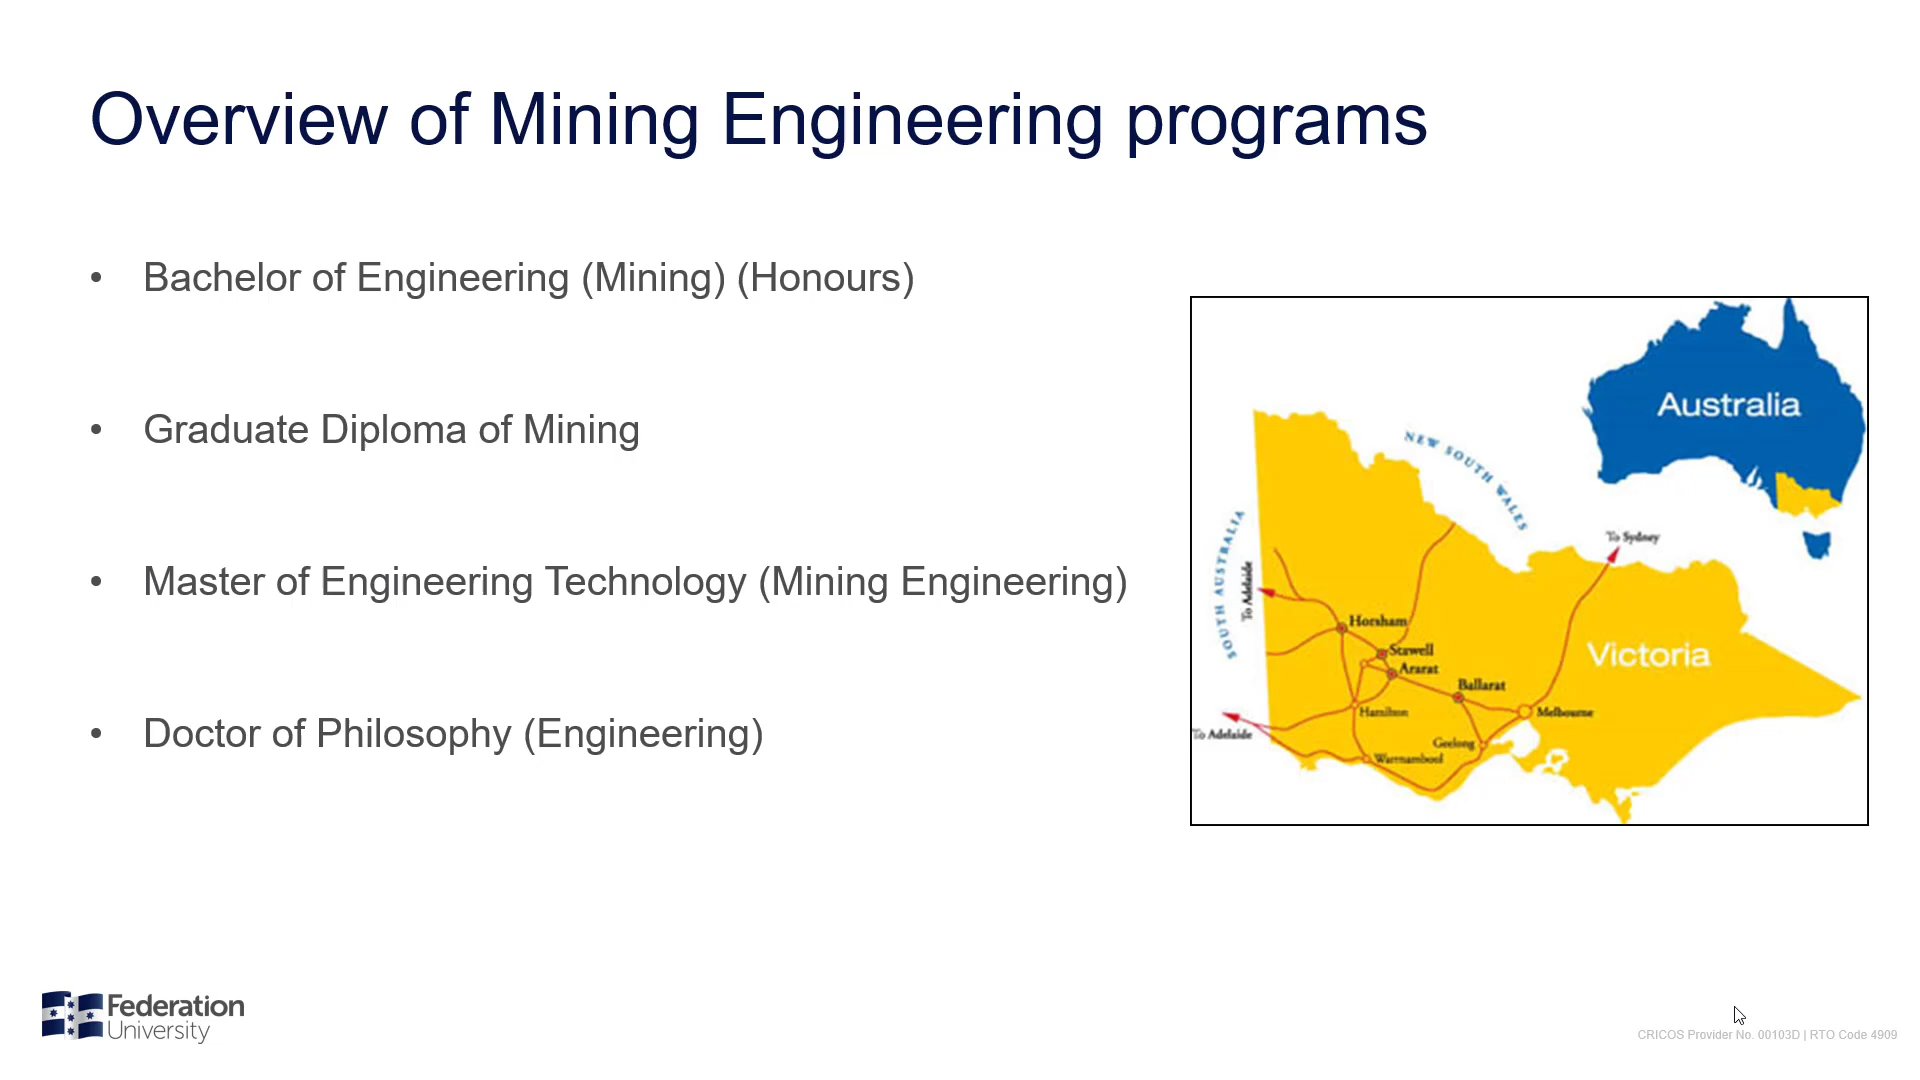 Overview of Mining Engineering programs
• Bachelor of Engineering (Mining) (Honours)
• Graduate Diploma of Mining
• Master of Engineering Technology (Mining Engineering)
• Doctor of Philosophy (Engineering)
Australia
NEW SOUTH WALES
SOUTH AUSTRALIA
To Sydney
To Adelaide
Horsham
Stawell
Ararat
Victoria
Ballarat
Hamilton
Melbourne
To Adelaide
Geelong
Warrnambool
Federation
University
CRICOS Provider No. 00103D | RTO Code 4909